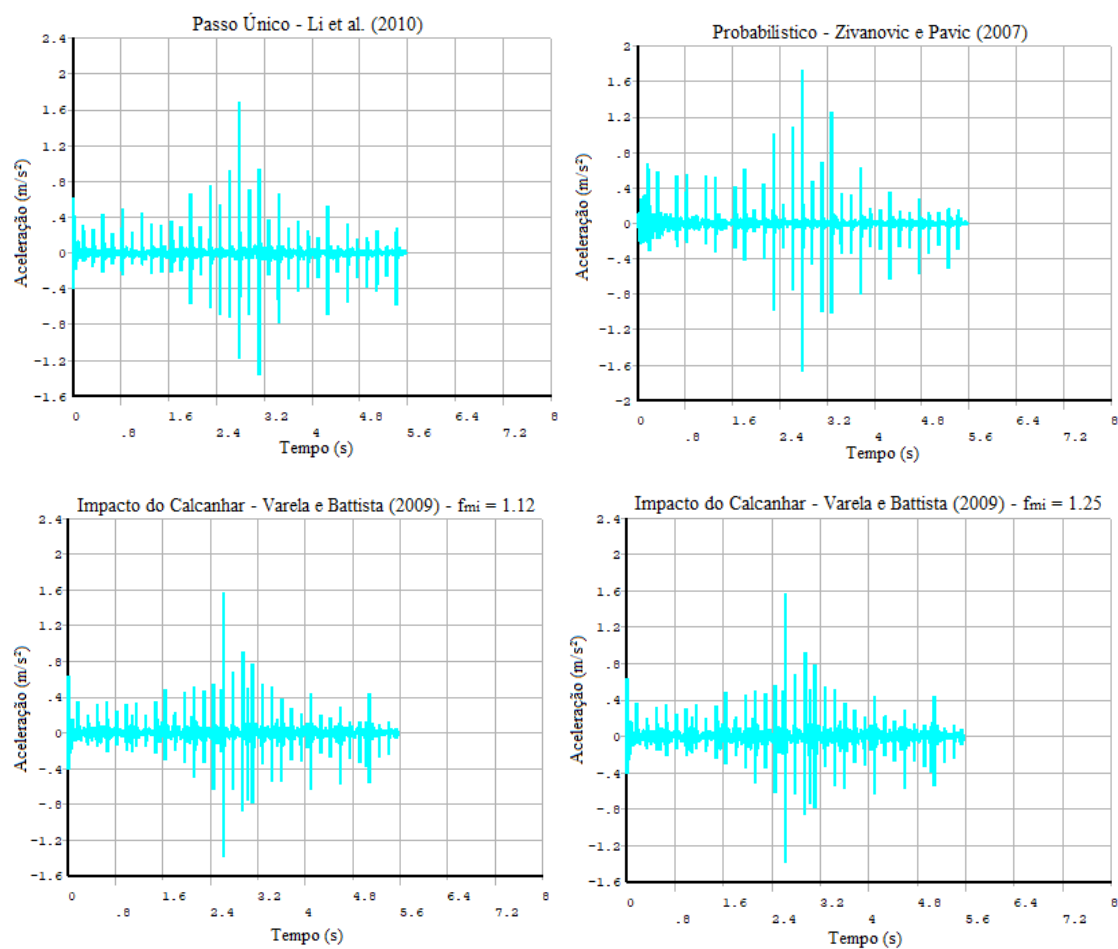 Passo Único - Li et al. (2010)
2.4
2
1.6
1.2
.8
.4
0
-.4
-.8
-1.2
-1.6
Aceleração (m/s²)
0 1.6 3.2 4.8 6.4 8
.8 2.4 4 5.6 7.2
Tempo (s)
Probabilistico - Zivanovic e Pavic (2007)
2
1.6
1.2
.8
.4
0
-.4
-.8
-1.2
-1.6
-2
Aceleração (m/s²)
0 1.6 3.2 4.8 6.4 8
.8 2.4 4 5.6 7.2
Tempo (s)
Impacto do Calcanhar - Varela e Battista (2009) - fmi = 1.12
2.4
2
1.6
1.2
.8
.4
0
-.4
-.8
-1.2
-1.6
Aceleração (m/s²)
0 1.6 3.2 4.8 6.4 8
.8 2.4 4 5.6 7.2
Tempo (s)
Impacto do Calcanhar - Varela e Battista (2009) - fmi = 1.25
2.4
2
1.6
1.2
.8
.4
0
-.4
-.8
-1.2
-1.6
Aceleração (m/s²)
0 1.6 3.2 4.8 6.4 8
.8 2.4 4 5.6 7.2
Tempo (s)